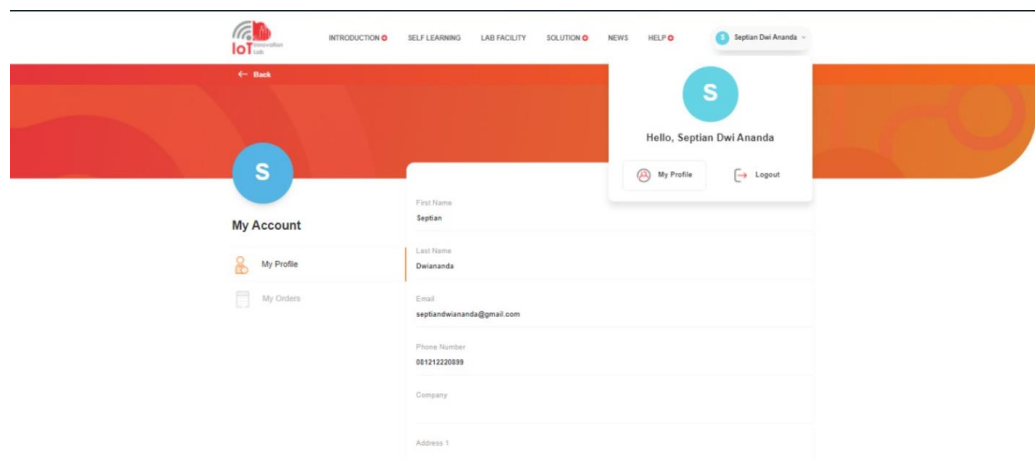 IoT Innovation Lab
INTRODUCTION SELF LEARNING LAB FACILITY SOLUTION NEWS HELP S Septian Dwi Ananda
← Back
S
Hello, Septian Dwi Ananda
My Profile Logout
S
My Account
My Profile
My Orders
First Name
Septian
Last Name
Dwiananda
Email
septiandwiananda@gmail.com
Phone Number
081212220899
Company
Address 1